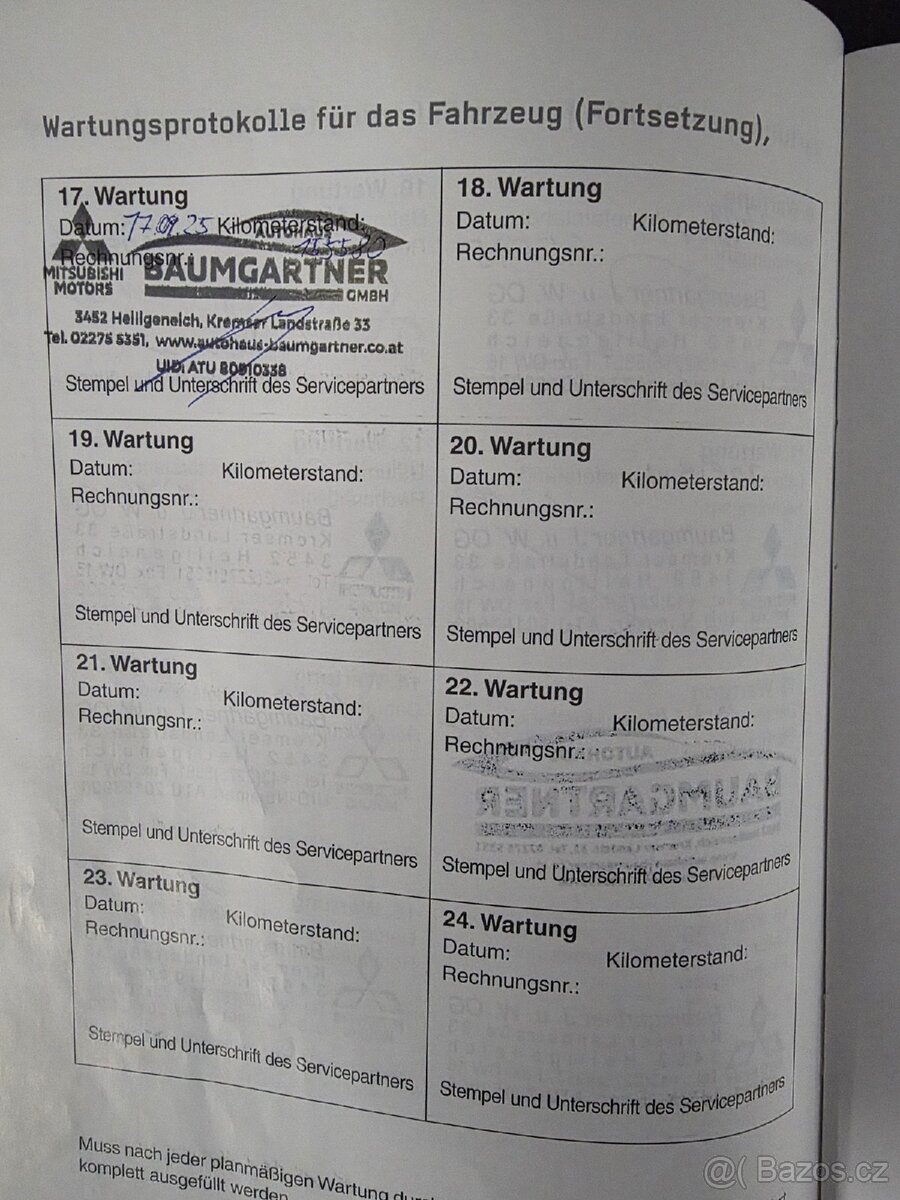 Wartungsprotokolle für das Fahrzeug (Fortsetzung),
17. Wartung
Datum: 17.09.25 Kilometerstand:
155580
Rechnungsnr.:
MITSUBISHI
MOTORS
AUTOHAUS
BAUMGARTNER
GMBH
3452 Heiligeneich, Kremser Landstraße 33
Tel. 02275 5351, www.autohaus-baumgartner.co.at
UID: ATU
Stempel und Unterschrift des Servicepartners
18. Wartung
Datum: Kilometerstand:
Rechnungsnr.:
Stempel und Unterschrift des Servicepartners
19. Wartung
Datum: Kilometerstand:
Rechnungsnr.:
Stempel und Unterschrift des Servicepartners
20. Wartung
Datum: Kilometerstand:
Rechnungsnr.:
Stempel und Unterschrift des Servicepartners
21. Wartung
Datum: Kilometerstand:
Rechnungsnr.:
Stempel und Unterschrift des Servicepartners
22. Wartung
Datum: Kilometerstand:
Rechnungsnr.:
Stempel und Unterschrift des Servicepartners
23. Wartung
Datum: Kilometerstand:
Rechnungsnr.:
Stempel und Unterschrift des Servicepartners
24. Wartung
Datum: Kilometerstand:
Rechnungsnr.:
Stempel und Unterschrift des Servicepartners
Muss nach jeder planmäßigen Wartung
komplett ausgefüllt werden
@( Bazos.cz